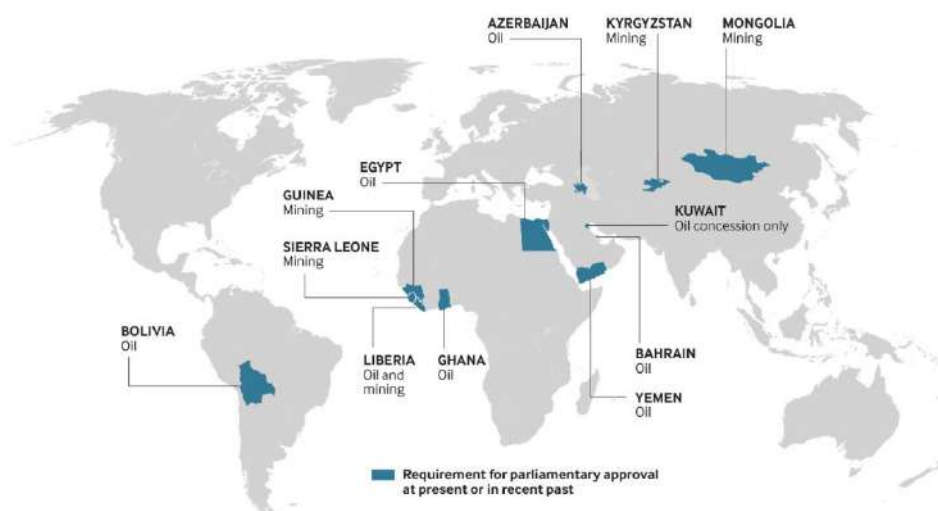 AZERBAIJAN
Oil
KYRGYZSTAN
Mining
MONGOLIA
Mining
EGYPT
Oil
GUINEA
Mining
SIERRA LEONE
Mining
KUWAIT
Oil concession only
BOLIVIA
Oil
LIBERIA
Oil and
mining
GHANA
Oil
BAHRAIN
Oil
YEMEN
Oil
Requirement for parliamentary approval
at present or in recent past